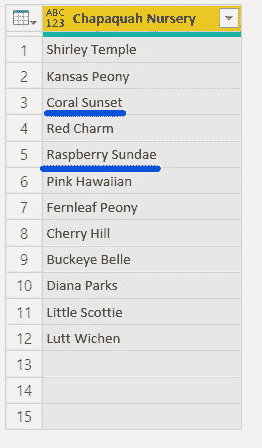 ABC
123 Chapaquah Nursery
1 Shirley Temple
2 Kansas Peony
3 Coral Sunset
4 Red Charm
5 Raspberry Sundae
6 Pink Hawaiian
7 Fernleaf Peony
8 Cherry Hill
9 Buckeye Belle
10 Diana Parks
11 Little Scottie
12 Lutt Wichen
13
14
15